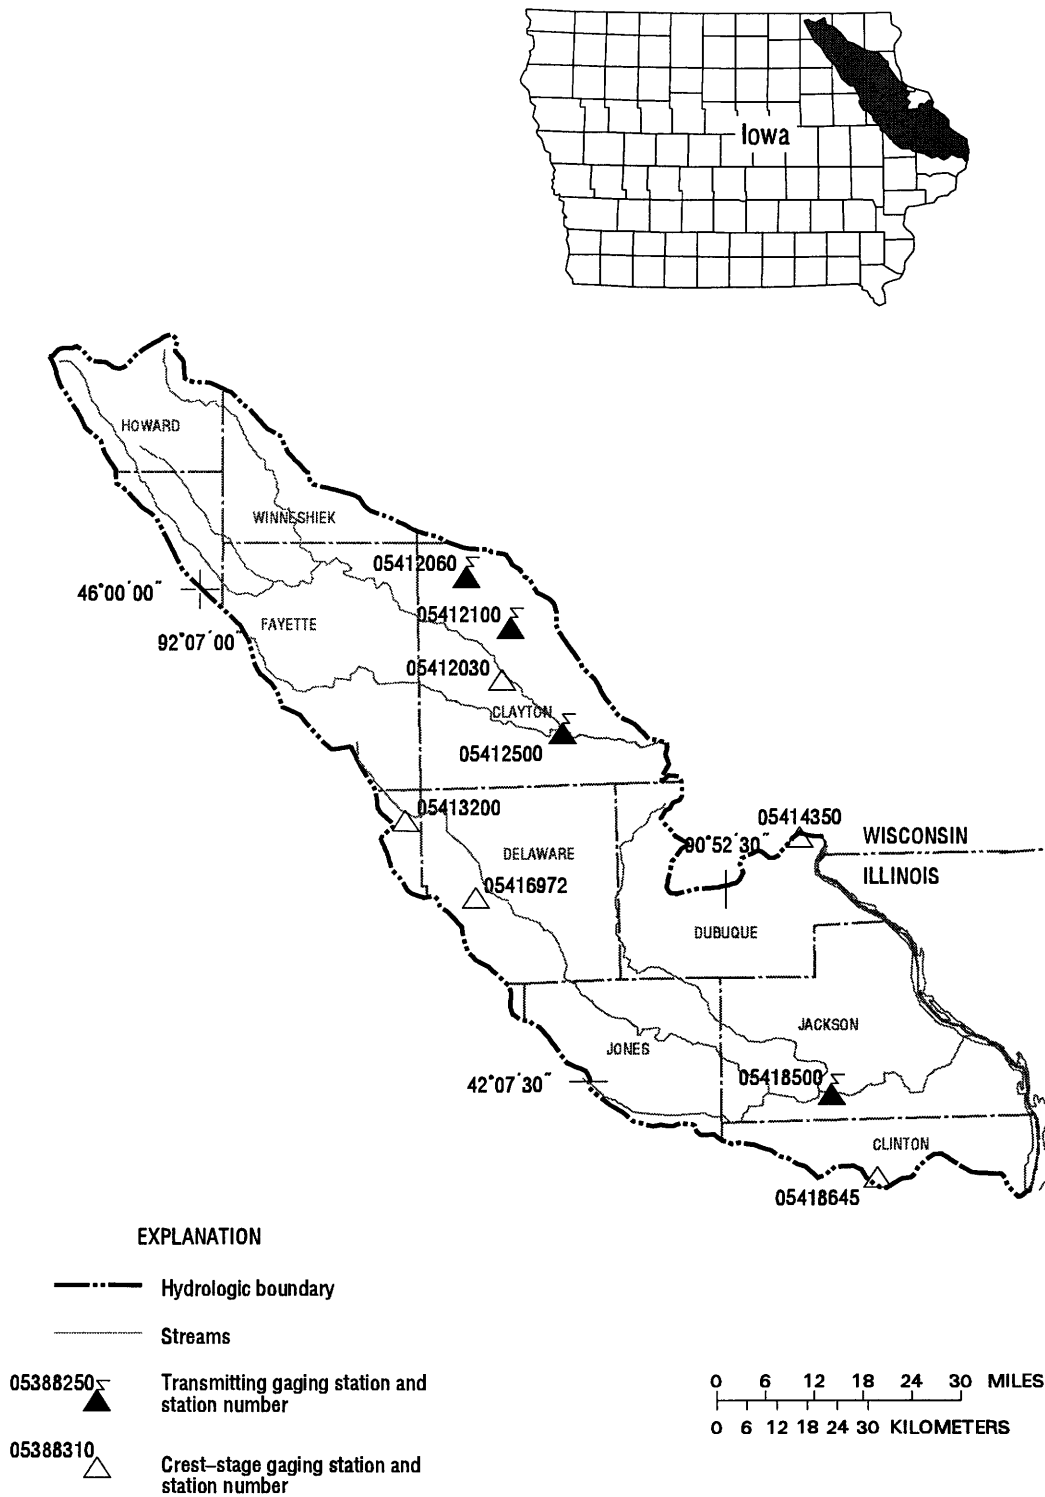 Iowa
HOWARD
WINNESHIEK
05412060
46°00'00"
05412100
FAYETTE
92°07'00"
05412030
CLAYTON
05412500
05413200
05414350
90°52'30"
WISCONSIN
DELAWARE
ILLINOIS
05416972
DUBUQUE
JACKSON
JONES
05418500
42°07'30"
CLINTON
05418645
EXPLANATION
Hydrologic boundary
Streams
05388250
Transmitting gaging station and
station number
05388310
Crest-stage gaging station and
station number
0 6 12 18 24 30 MILES
0 6 12 18 24 30 KILOMETERS